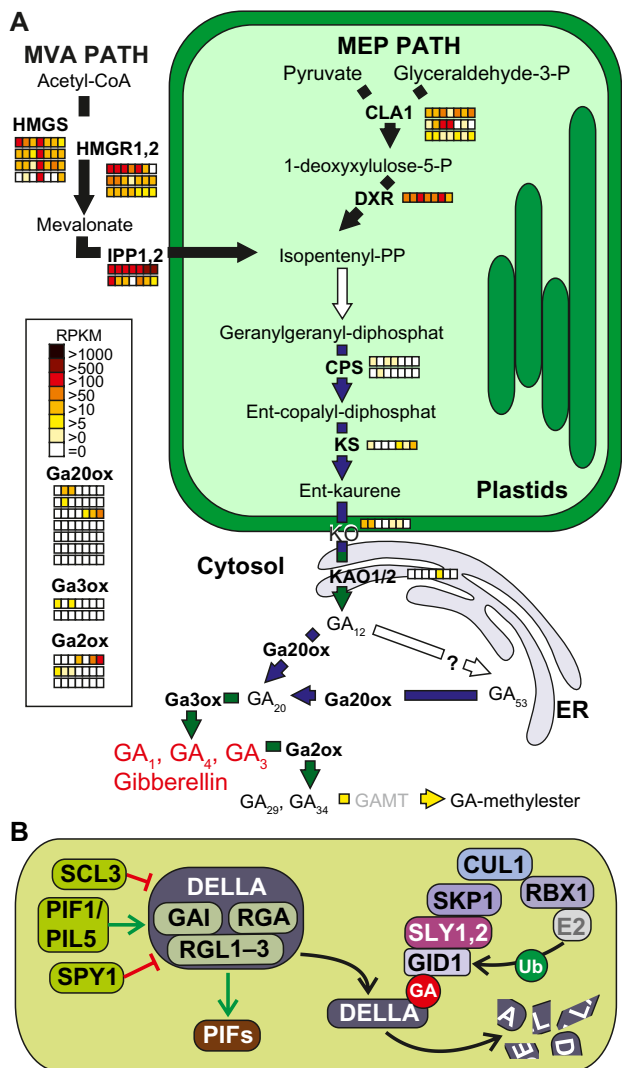 A
MVA PATH
Acetyl-CoA
HMGS
HMGR1,2
Mevalonate
IPP1,2
MEP PATH
Pyruvate Glyceraldehyde-3-P
CLA1
1-deoxyxylulose-5-P
DXR
Isopentenyl-PP
Geranylgeranyl-diphosphat
CPS
Ent-copalyl-diphosphat
KS
Ent-kaurene
Plastids
KO
Cytosol
KAO1/2
GA12
?
Ga20ox
GA53
ER
Ga20ox
GA20
Ga3ox
GA1, GA4, GA3
Gibberellin
Ga2ox
GA29, GA34
GAMT
GA-methylester
RPKM
>1000
>500
>100
>50
>10
>5
>0
=0
Ga20ox
Ga3ox
Ga2ox
B
SCL3
PIF1/
PIL5
SPY1
DELLA
GAI RGA
RGL1–3
PIFs
CUL1
RBX1
SKP1
E2
SLY1,2
GID1
Ub
GA
DELLA
A L L
E D